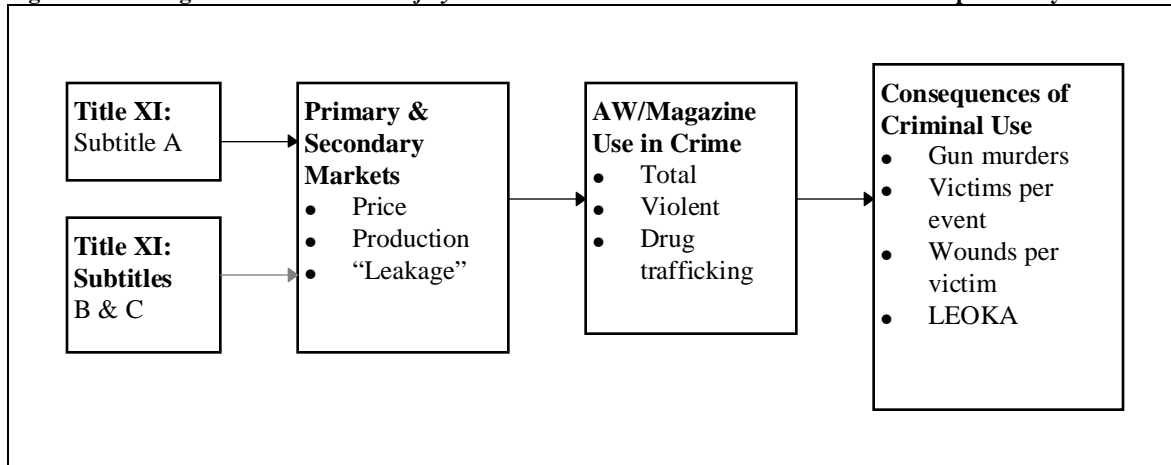 Title XI:
Subtitle A
Title XI:
Subtitles
B & C
Primary &
Secondary
Markets
● Price
● Production
● “Leakage”
AW/Magazine
Use in Crime
● Total
● Violent
● Drug
trafficking
Consequences of
Criminal Use
● Gun murders
● Victims per
event
● Wounds per
victim
● LEOKA